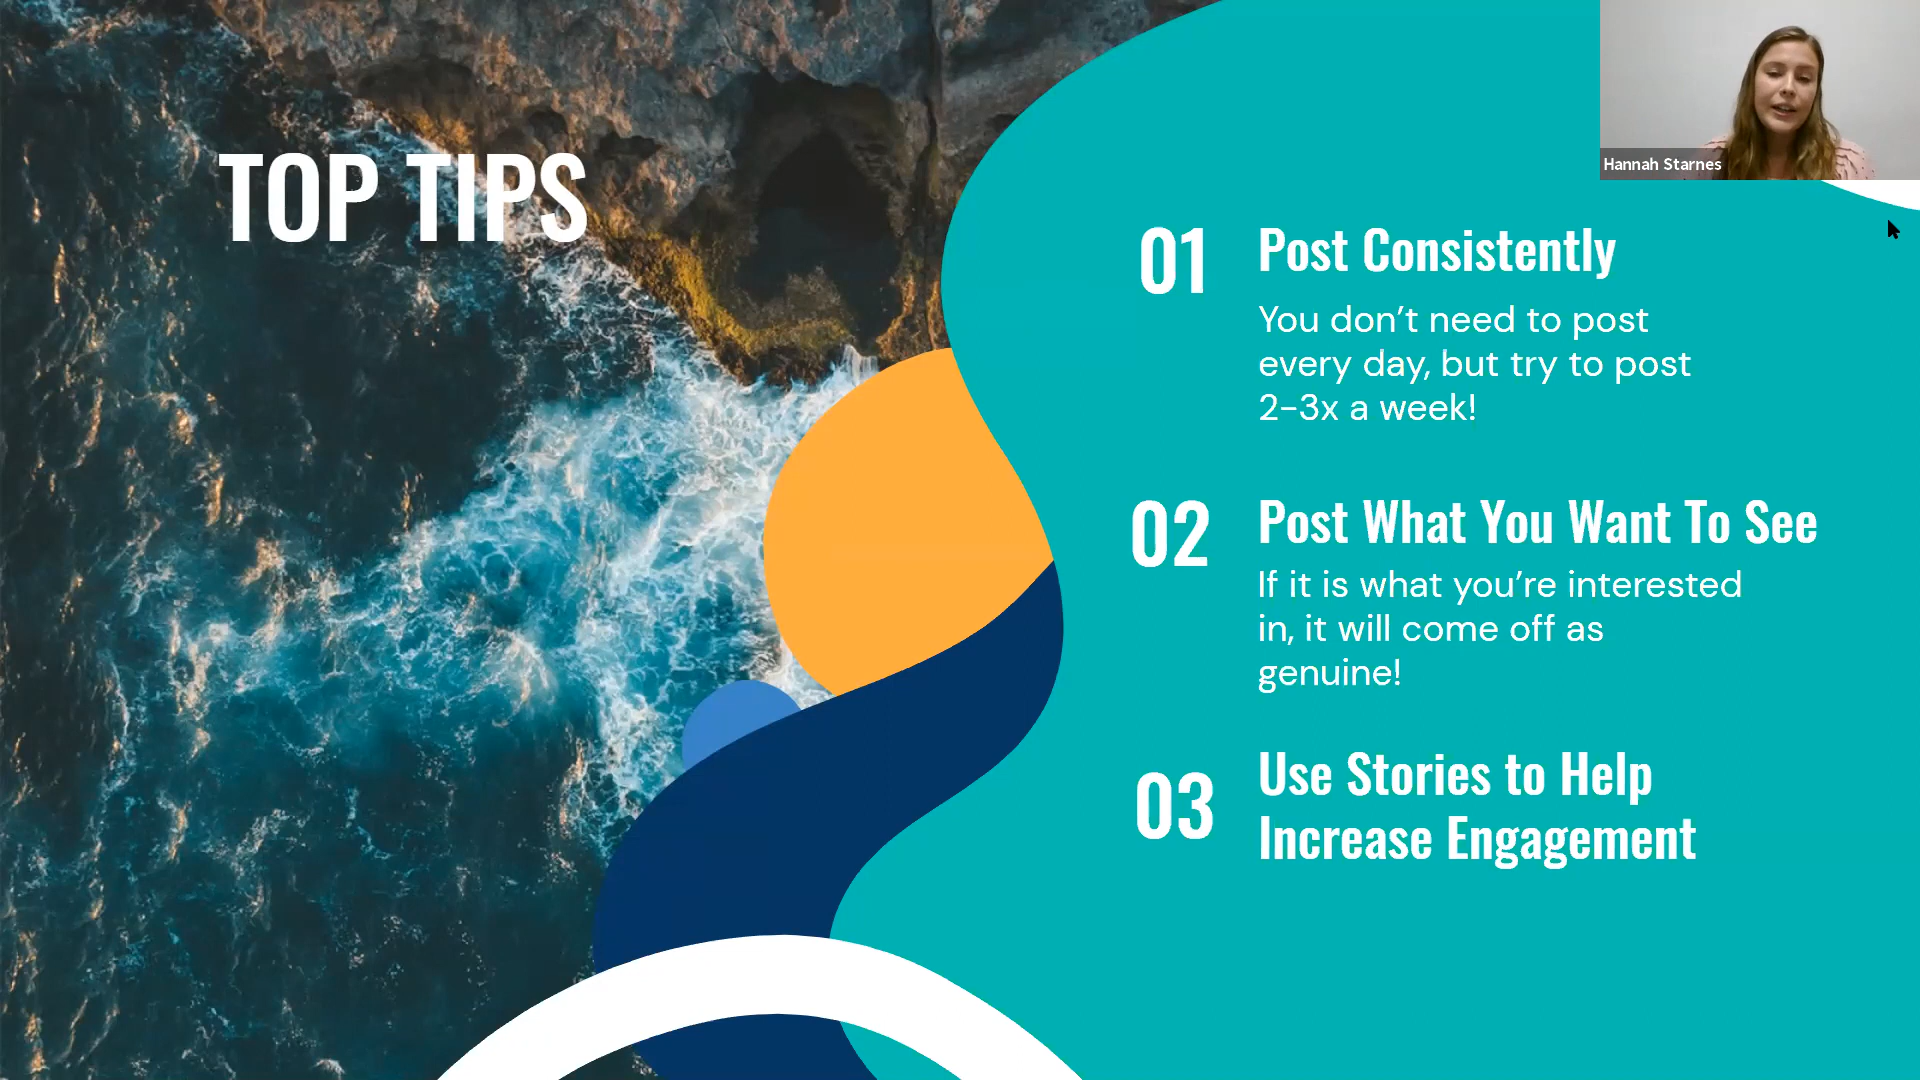 TOP TIPS
Hannah Starnes
01
Post Consistently
You don’t need to post
every day, but try to post
2-3x a week!
02
Post What You Want To See
If it is what you’re interested
in, it will come off as
genuine!
03
Use Stories to Help
Increase Engagement